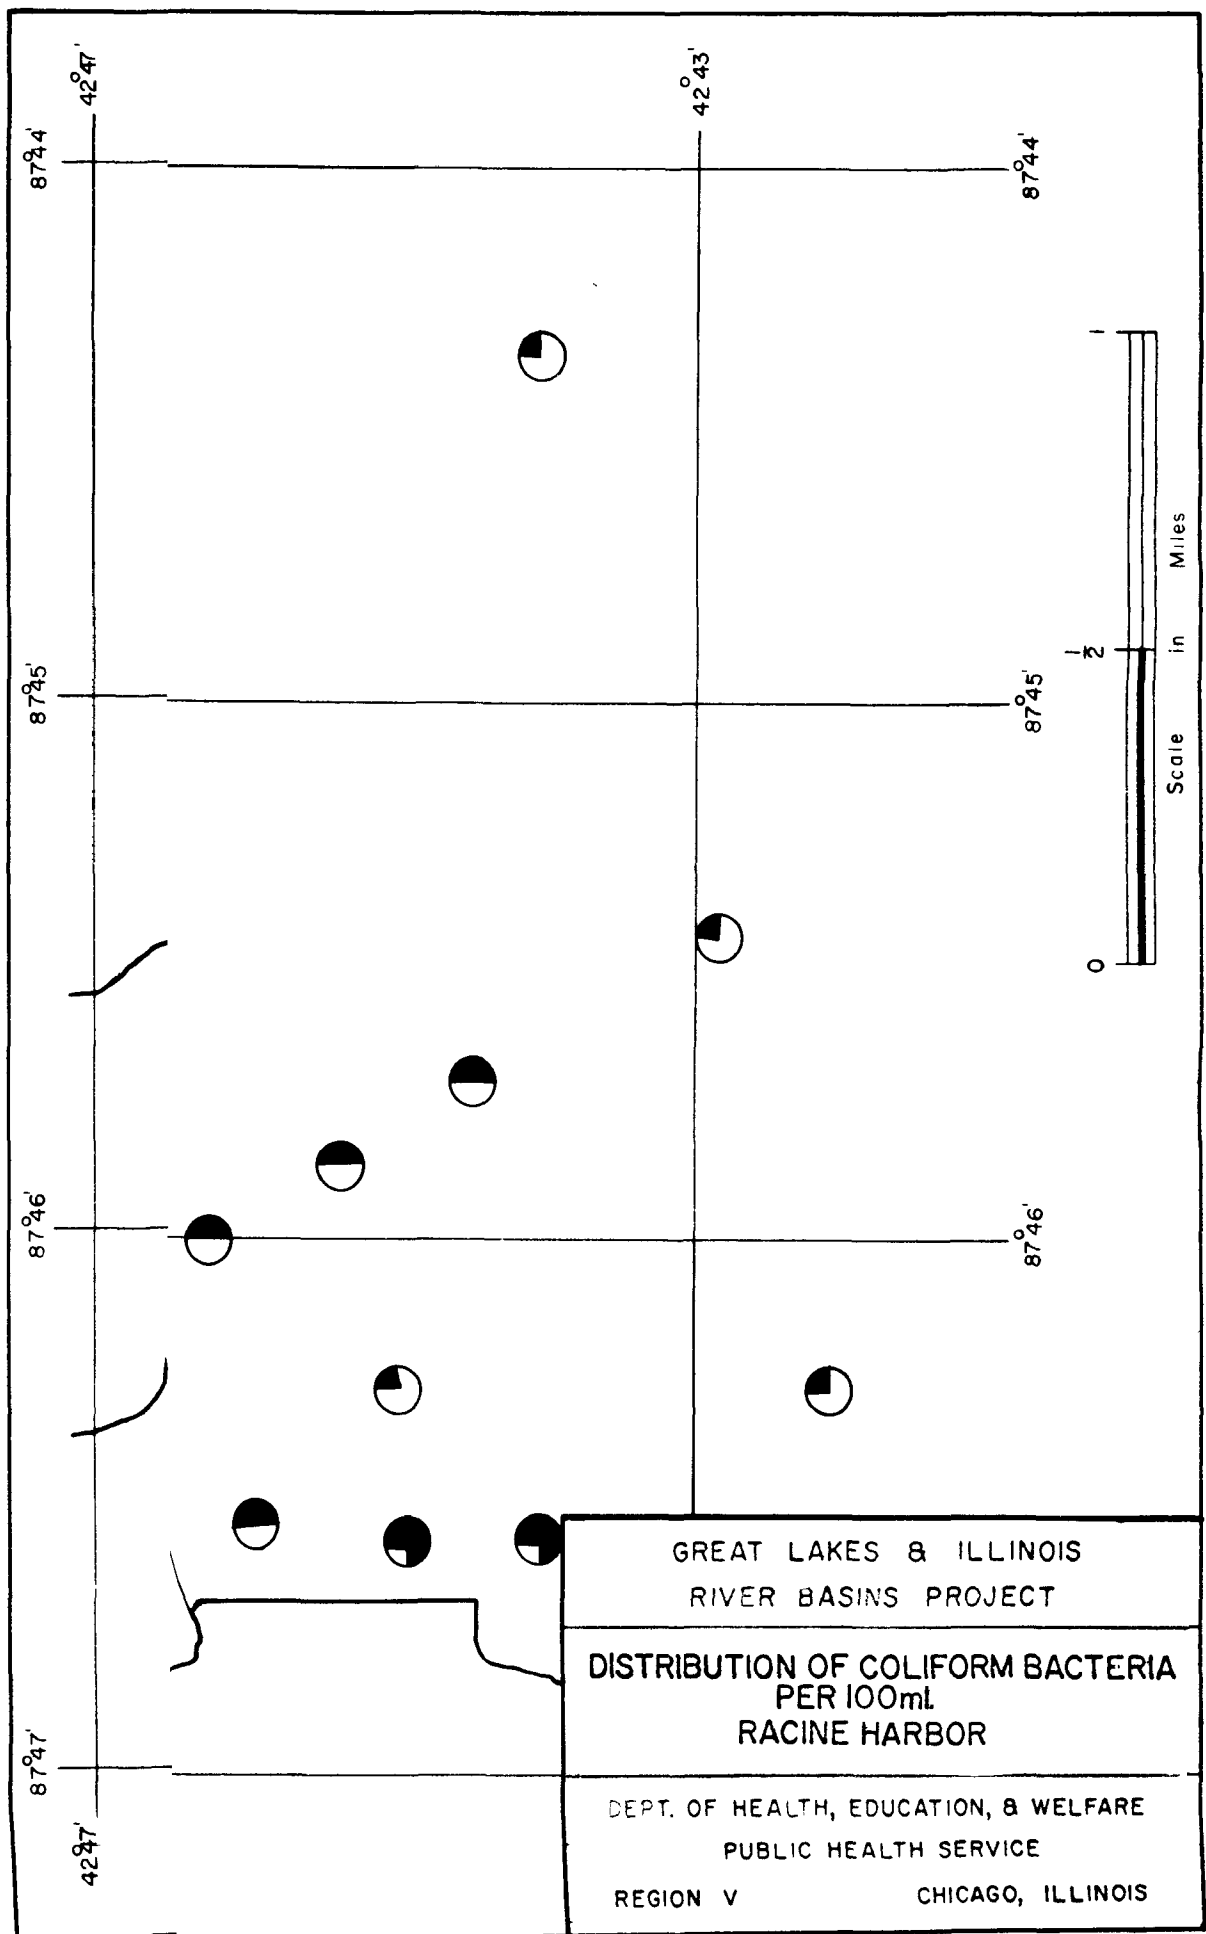 42°47'
42°43'
87°44'
87°44'
1
1/2
0
Scale in Miles
87°45'
87°45'
87°46'
87°46'
87°47'
42°47'
GREAT LAKES & ILLINOIS
RIVER BASINS PROJECT
DISTRIBUTION OF COLIFORM BACTERIA
PER 100ml.
RACINE HARBOR
DEPT. OF HEALTH, EDUCATION, & WELFARE
PUBLIC HEALTH SERVICE
REGION V CHICAGO, ILLINOIS